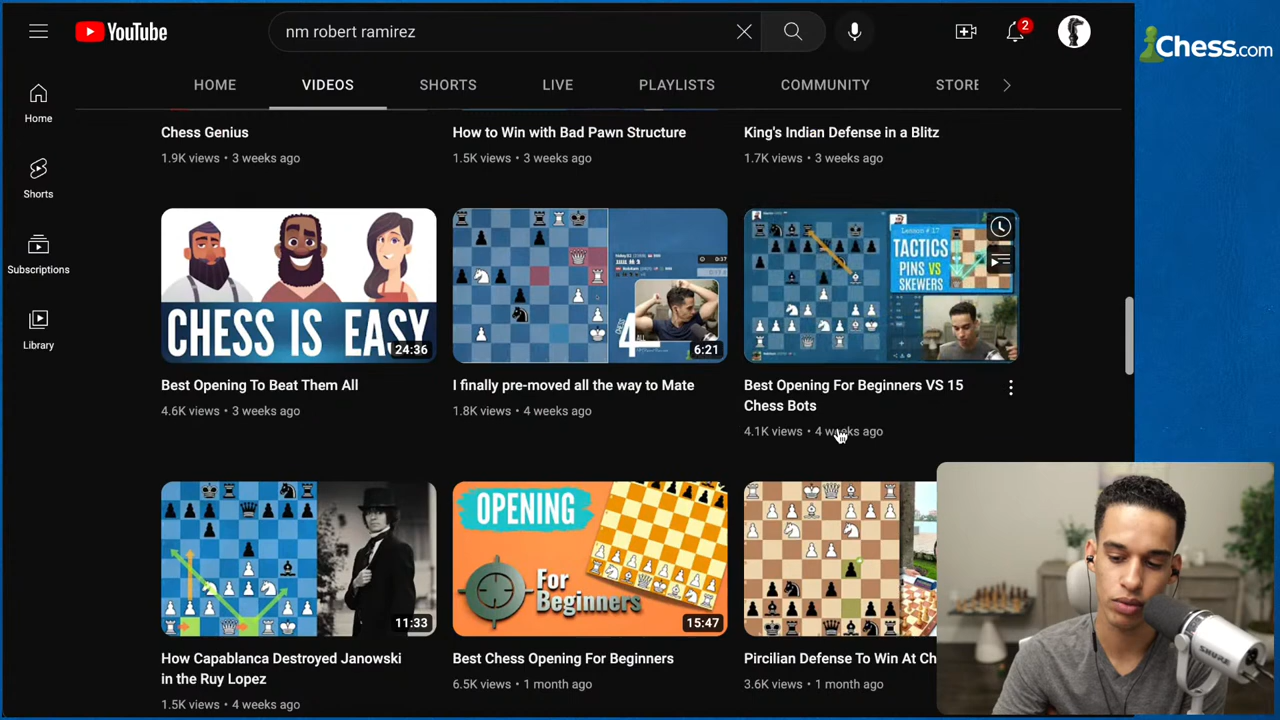 YouTube
nm robert ramirez
2
Chess.com
HOME
VIDEOS
SHORTS
LIVE
PLAYLISTS
COMMUNITY
STORE
Home
Shorts
Subscriptions
Library
Chess Genius
1.9K views • 3 weeks ago
How to Win with Bad Pawn Structure
1.5K views • 3 weeks ago
King's Indian Defense in a Blitz
1.7K views • 3 weeks ago
CHESS IS EASY
24:36
Best Opening To Beat Them All
4.6K views • 3 weeks ago
0:37
4
6:21
I finally pre-moved all the way to Mate
1.8K views • 4 weeks ago
Lesson # 17
TACTICS
PINS VS
SKEWERS
Best Opening For Beginners VS 15
Chess Bots
4.1K views • 4 weeks ago
11:33
How Capablanca Destroyed Janowski
in the Ruy Lopez
1.5K views • 4 weeks ago
OPENING
For
Beginners
15:47
Best Chess Opening For Beginners
6.5K views • 1 month ago
Pircilian Defense To Win At Ch
3.6K views • 1 month ago
SHURE